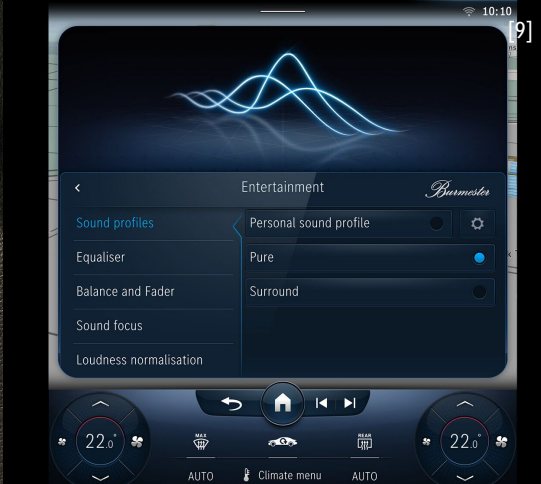 10:10
[9]
Entertainment
Burmester
Sound profiles
Personal sound profile
Equaliser
Pure
Balance and Fader
Surround
Sound focus
Loudness normalisation
22.0°
MAX
REAR
22.0°
AUTO
Climate menu
AUTO